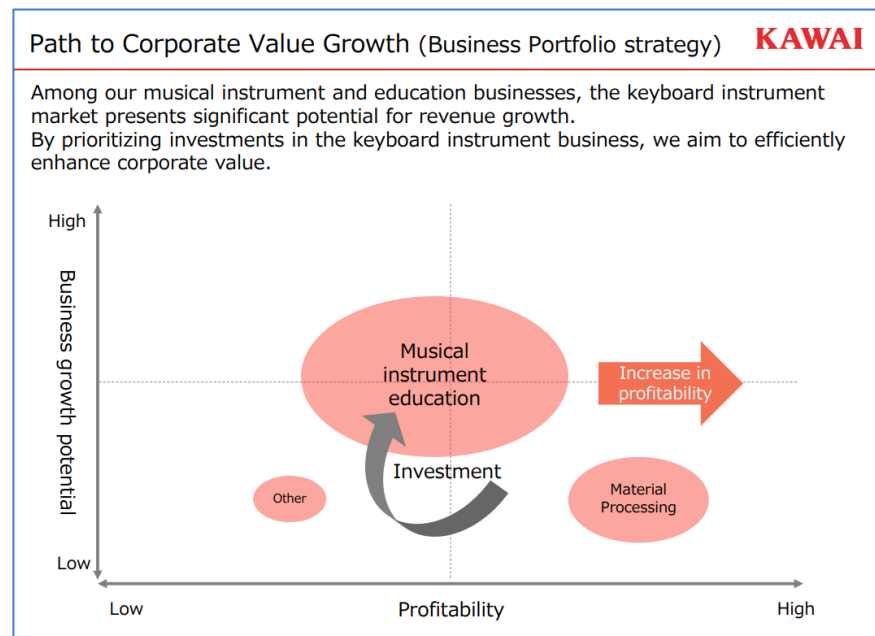 Path to Corporate Value Growth (Business Portfolio strategy)
KAWAI
Among our musical instrument and education businesses, the keyboard instrument
market presents significant potential for revenue growth.
By prioritizing investments in the keyboard instrument business, we aim to efficiently
enhance corporate value.
High
Business growth potential
Musical
instrument
education
Increase in
profitability
Investment
Other
Material
Processing
Low
Low
Profitability
High